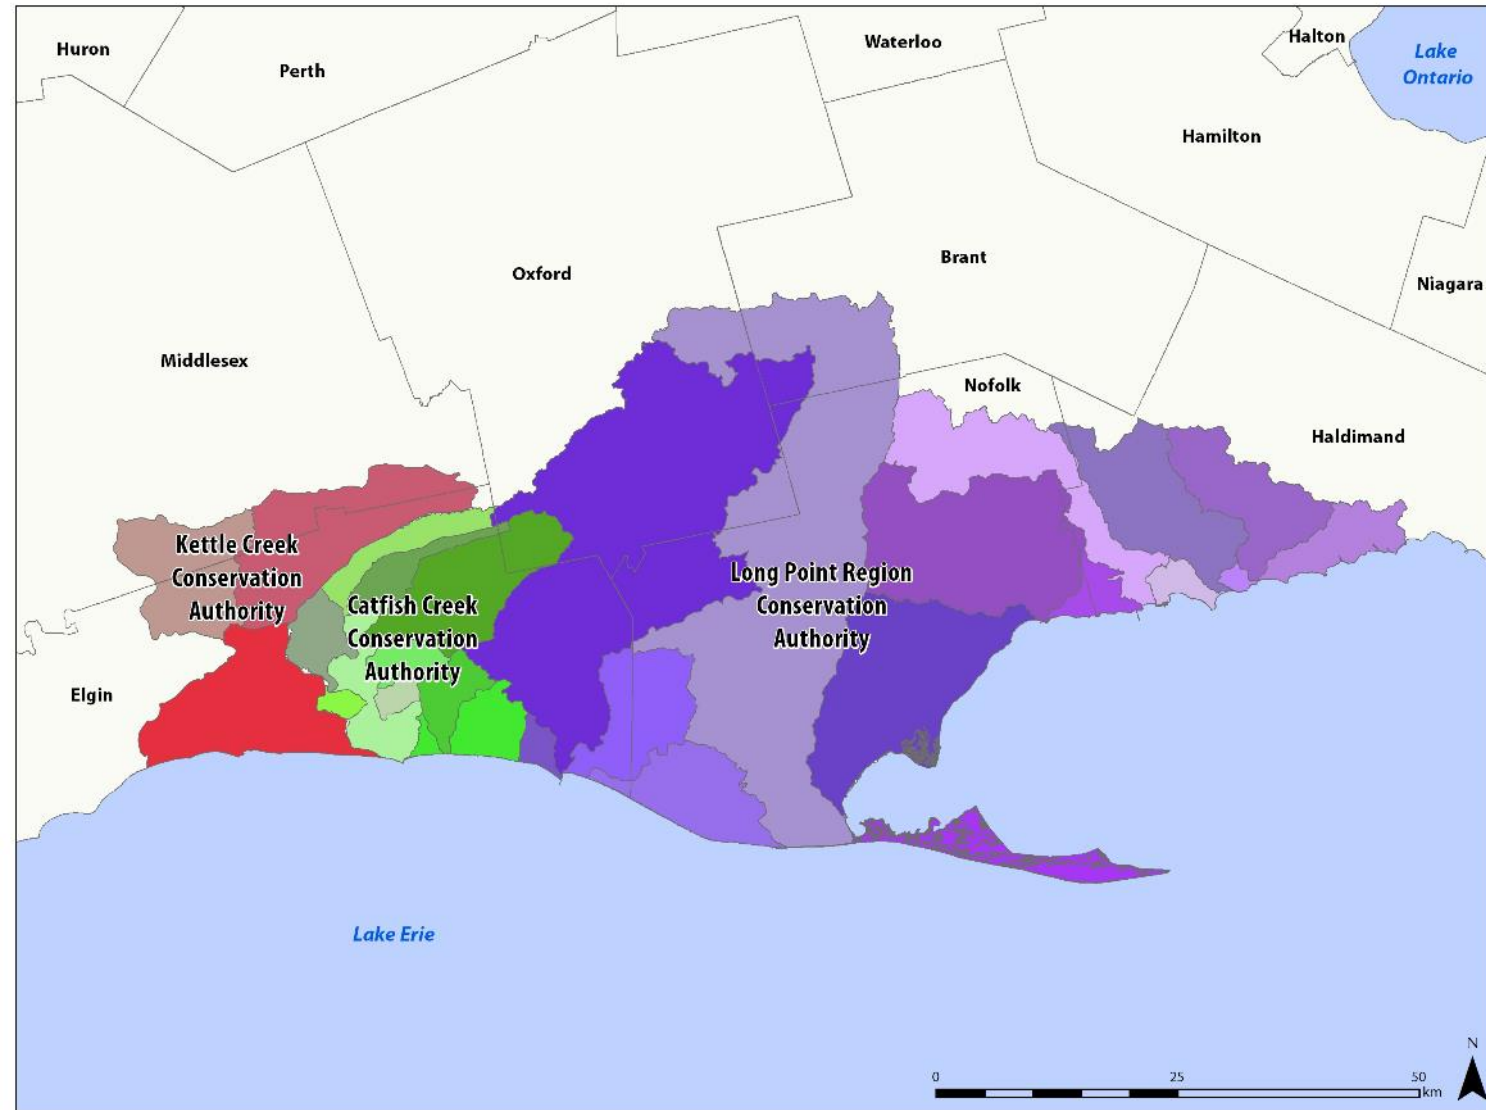 Huron
Perth
Waterloo
Halton
Lake
Ontario
Hamilton
Oxford
Brant
Niagara
Middlesex
Nofolk
Haldimand
Kettle Creek
Conservation
Authority
Catfish Creek
Conservation
Authority
Long Point Region
Conservation
Authority
Elgin
Lake Erie
N
0 25 50
km